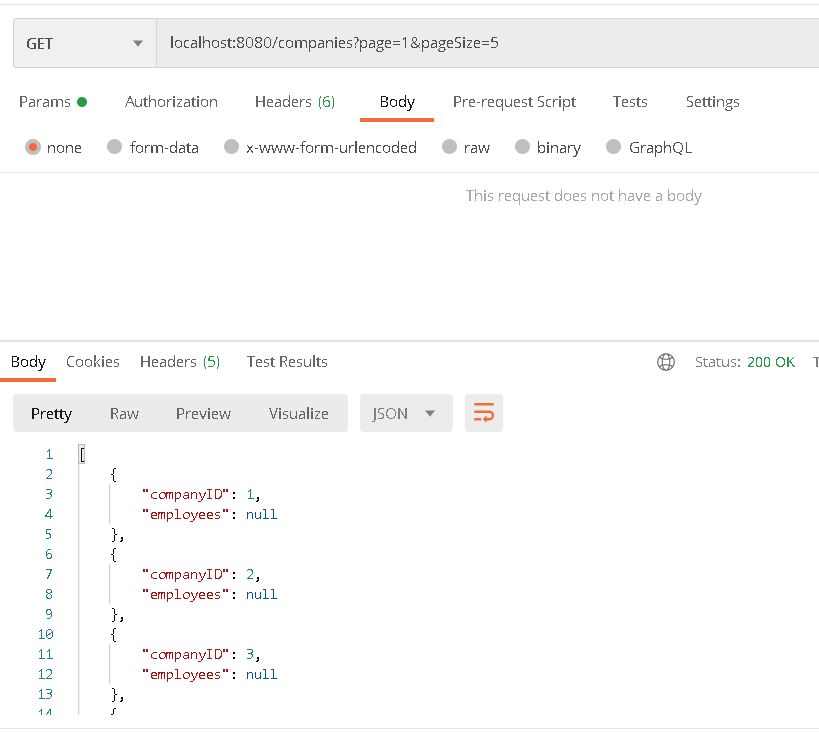 GET localhost:8080/companies?page=1&pageSize=5
Params Authorization Headers (6) Body Pre-request Script Tests Settings
none form-data x-www-form-urlencoded raw binary GraphQL
This request does not have a body
Body Cookies Headers (5) Test Results Status: 200 OK T
Pretty Raw Preview Visualize JSON
1 [
2 {
3 "companyID": 1,
4 "employees": null
5 },
6 {
7 "companyID": 2,
8 "employees": null
9 },
10 {
11 "companyID": 3,
12 "employees": null
13 },
14 {